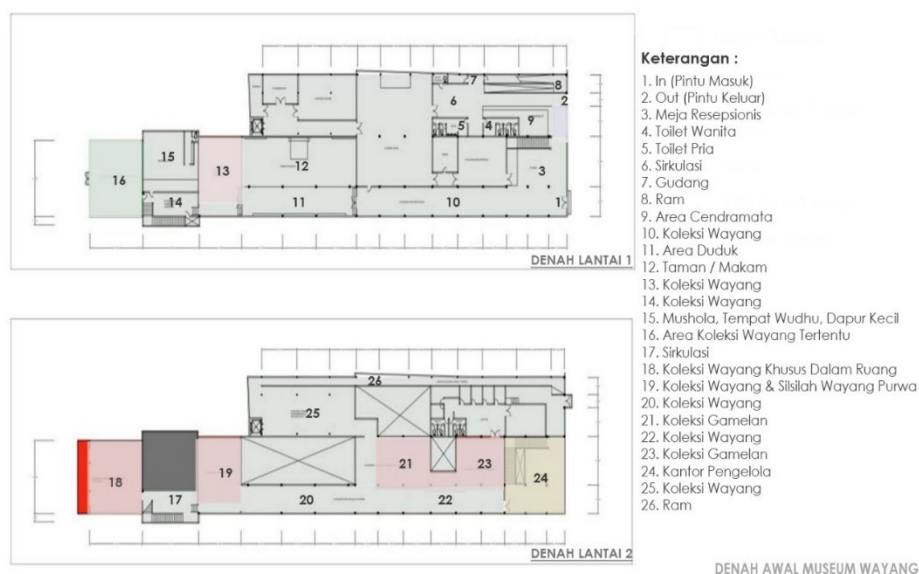 Keterangan :
1. In (Pintu Masuk)
2. Out (Pintu Keluar)
3. Meja Resepsionis
4. Toilet Wanita
5. Toilet Pria
6. Sirkulasi
7. Gudang
8. Ram
9. Area Cendramata
10. Koleksi Wayang
11. Area Duduk
12. Taman / Makam
13. Koleksi Wayang
14. Koleksi Wayang
15. Mushola, Tempat Wudhu, Dapur Kecil
16. Area Koleksi Wayang Tertentu
17. Sirkulasi
18. Koleksi Wayang Khusus Dalam Ruang
19. Koleksi Wayang & Silsilah Wayang Purwa
20. Koleksi Wayang
21. Koleksi Gamelan
22. Koleksi Wayang
23. Koleksi Gamelan
24. Kantor Pengelola
25. Koleksi Wayang
26. Ram
7
8
6
2
5
4
9
15
13
12
3
16
14
11
10
1
DENAH LANTAI 1
26
25
21
23
19
24
18
17
20
22
DENAH LANTAI 2
DENAH AWAL MUSEUM WAYANG